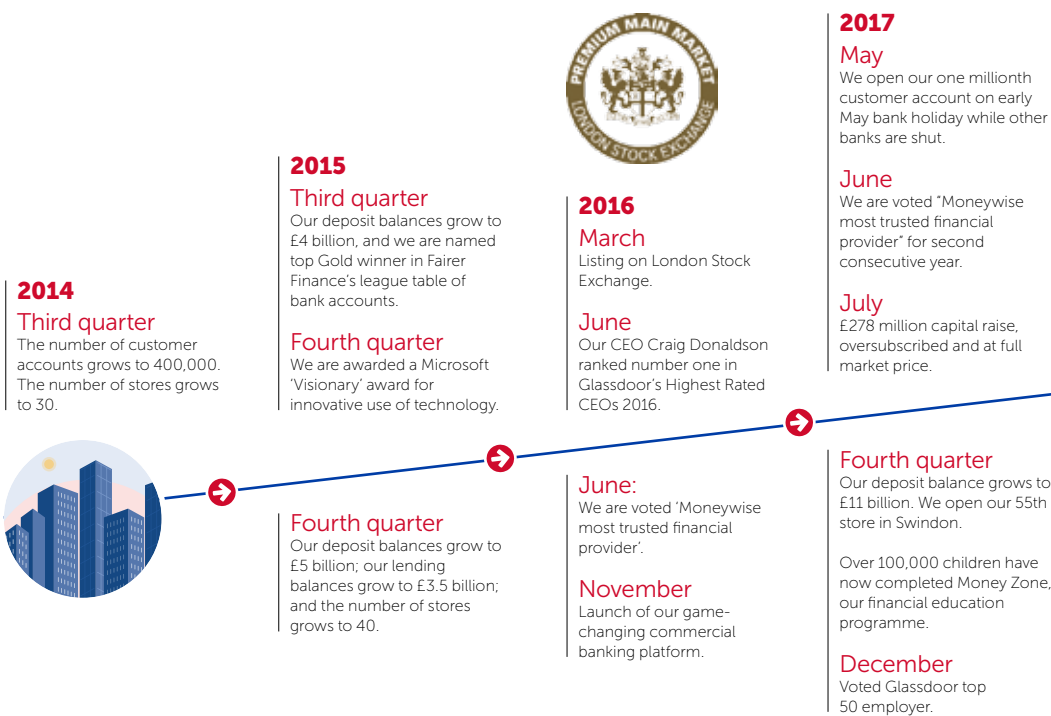 2014
Third quarter
The number of customer
accounts grows to 400,000.
The number of stores grows
to 30.
2015
Third quarter
Our deposit balances grow to
£4 billion, and we are named
top Gold winner in Fairer
Finance's league table of
bank accounts.
Fourth quarter
We are awarded a Microsoft
'Visionary' award for
innovative use of technology.
Fourth quarter
Our deposit balances grow to
£5 billion; our lending
balances grow to £3.5 billion;
and the number of stores
grows to 40.
PREMIUM MAIN MARKET
LONDON STOCK EXCHANGE
2016
March
Listing on London Stock
Exchange.
June
Our CEO Craig Donaldson
ranked number one in
Glassdoor's Highest Rated
CEOs 2016.
June:
We are voted 'Moneywise
most trusted financial
provider'.
November
Launch of our game-
changing commercial
banking platform.
2017
May
We open our one millionth
customer account on early
May bank holiday while other
banks are shut.
June
We are voted "Moneywise
most trusted financial
provider" for second
consecutive year.
July
£278 million capital raise,
oversubscribed and at full
market price.
Fourth quarter
Our deposit balance grows to
£11 billion. We open our 55th
store in Swindon.
Over 100,000 children have
now completed Money Zone,
our financial education
programme.
December
Voted Glassdoor top
50 employer.